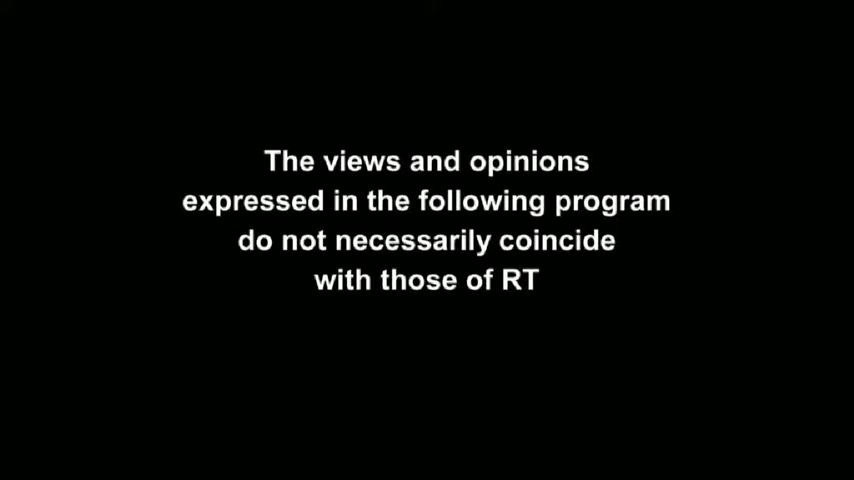 The views and opinions
expressed in the following program
do not necessarily coincide
with those of RT